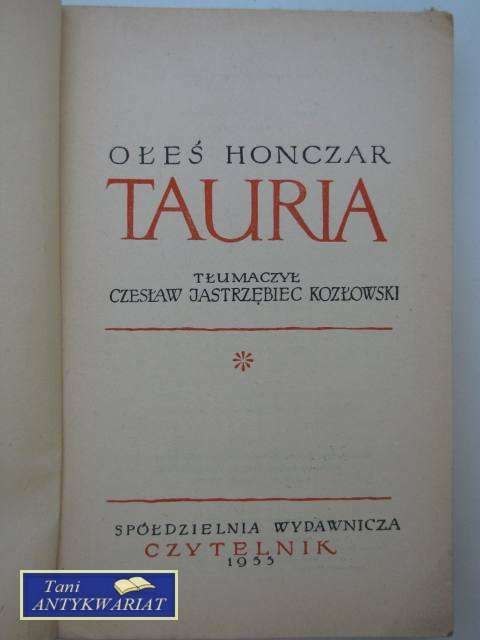 OŁEŚ HONCZAR
TAURIA
TŁUMACZYŁ
CZESŁAW JASTRZĘBIEC KOZŁOWSKI
SPÓŁDZIELNIA WYDAWNICZA
CZYTELNIK
1955
Tani
ANTYKWARIAT